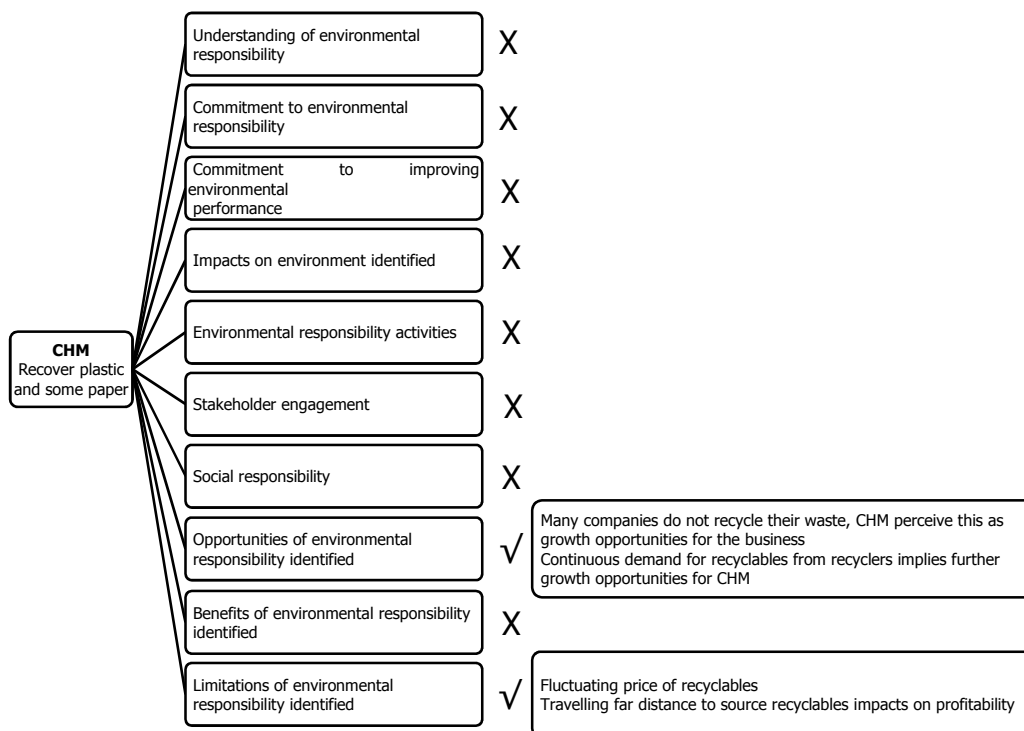 Understanding of environmental
responsibility
X
Commitment to environmental
responsibility
X
Commitment to improving
environmental
performance
X
Impacts on environment identified
X
Environmental responsibility activities
X
CHM
Recover plastic
and some paper
Stakeholder engagement
X
Social responsibility
X
Opportunities of environmental
responsibility identified
√
Many companies do not recycle their waste, CHM perceive this as
growth opportunities for the business
Continuous demand for recyclables from recyclers implies further
growth opportunities for CHM
Benefits of environmental responsibility
identified
X
Limitations of environmental
responsibility identified
√
Fluctuating price of recyclables
Travelling far distance to source recyclables impacts on profitability